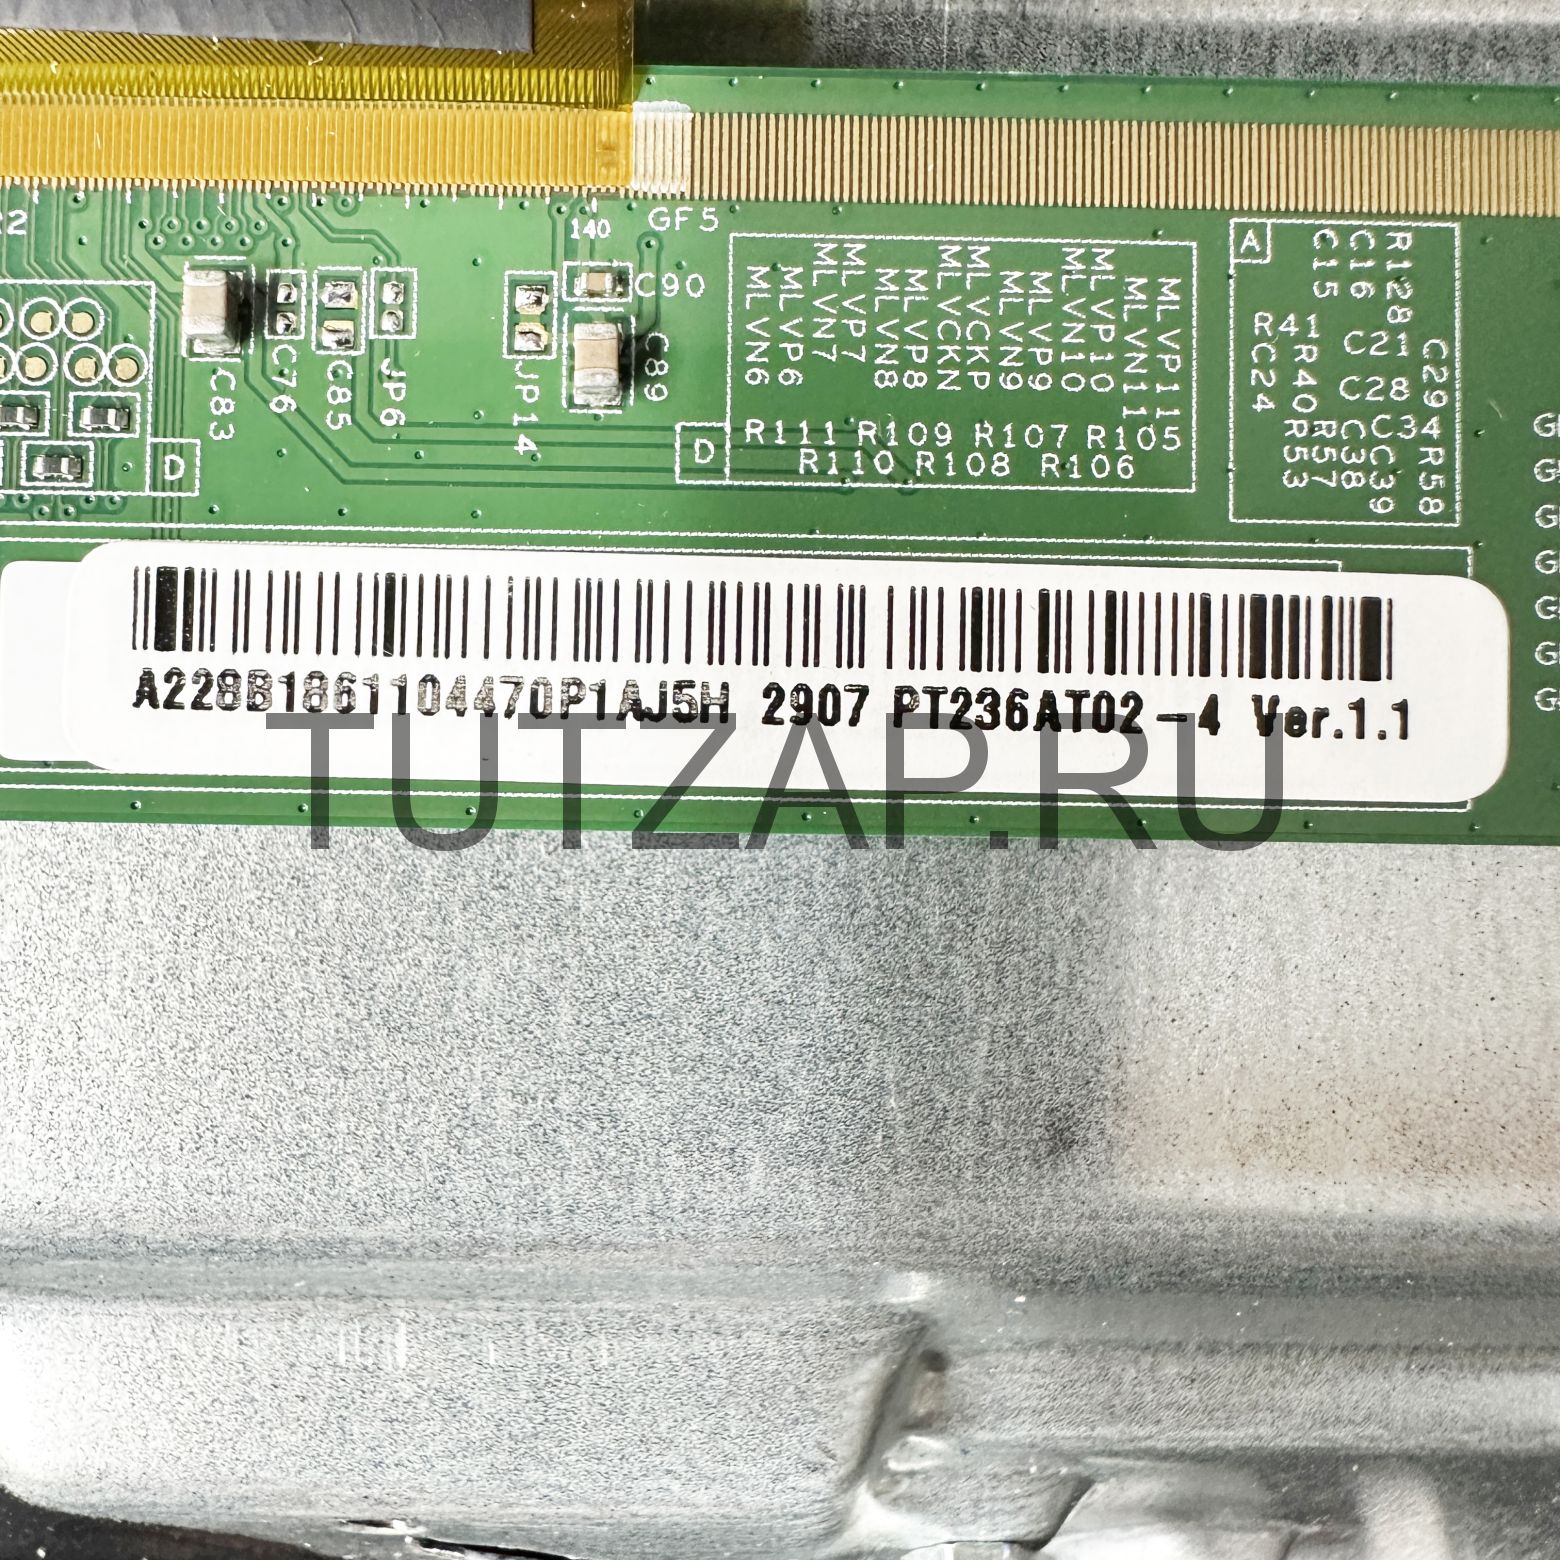 R2
140
GF5
C90
C83
C76
C85
JP6
JP14
C89
D
MLVN6
MLVP6
MLVN7
MLVP7
MLVN8
MLVP8
MLVCKN
MLVCKP
MLVN9
MLVP9
MLVN10
MLVP10
MLVN11
MLVP11
R111 R109 R107 R105
R110 R108 R106
D
A
C15
C16
R128
R41
C21
C24
R40
C28
C29
R53
R57
C38
C34
C39
R58
A228B1861104470P1AJ5H 2907 PT236AT02-4 Ver.1.1
TUTZAP.RU